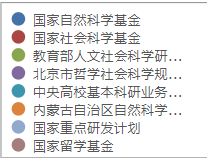 国家自然科学基金
国家社会科学基金
教育部人文社会科学研...
北京市哲学社会科学规...
中央高校基本科研业务...
内蒙古自治区自然科学...
国家重点研发计划
国家留学基金